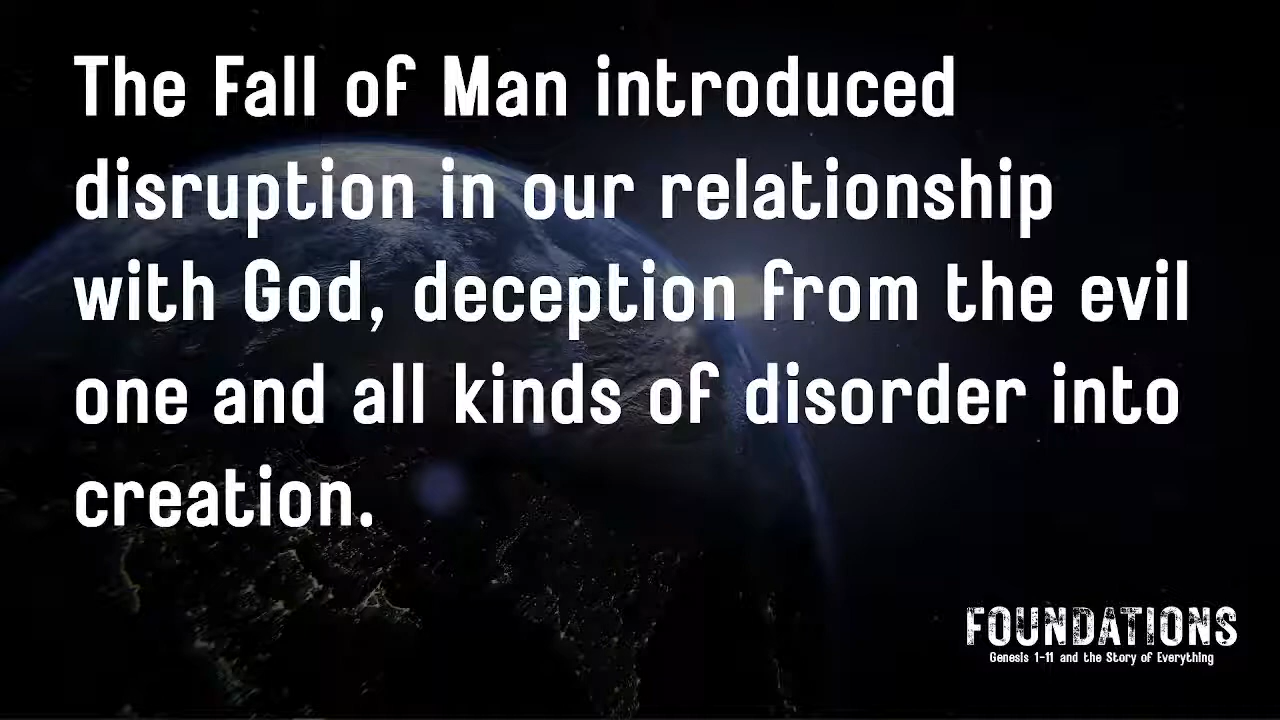 The Fall of Man introduced
disruption in our relationship
with God, deception from the evil
one and all kinds of disorder into
creation.
FOUNDATIONS
Genesis 1-11 and the Story of Everything